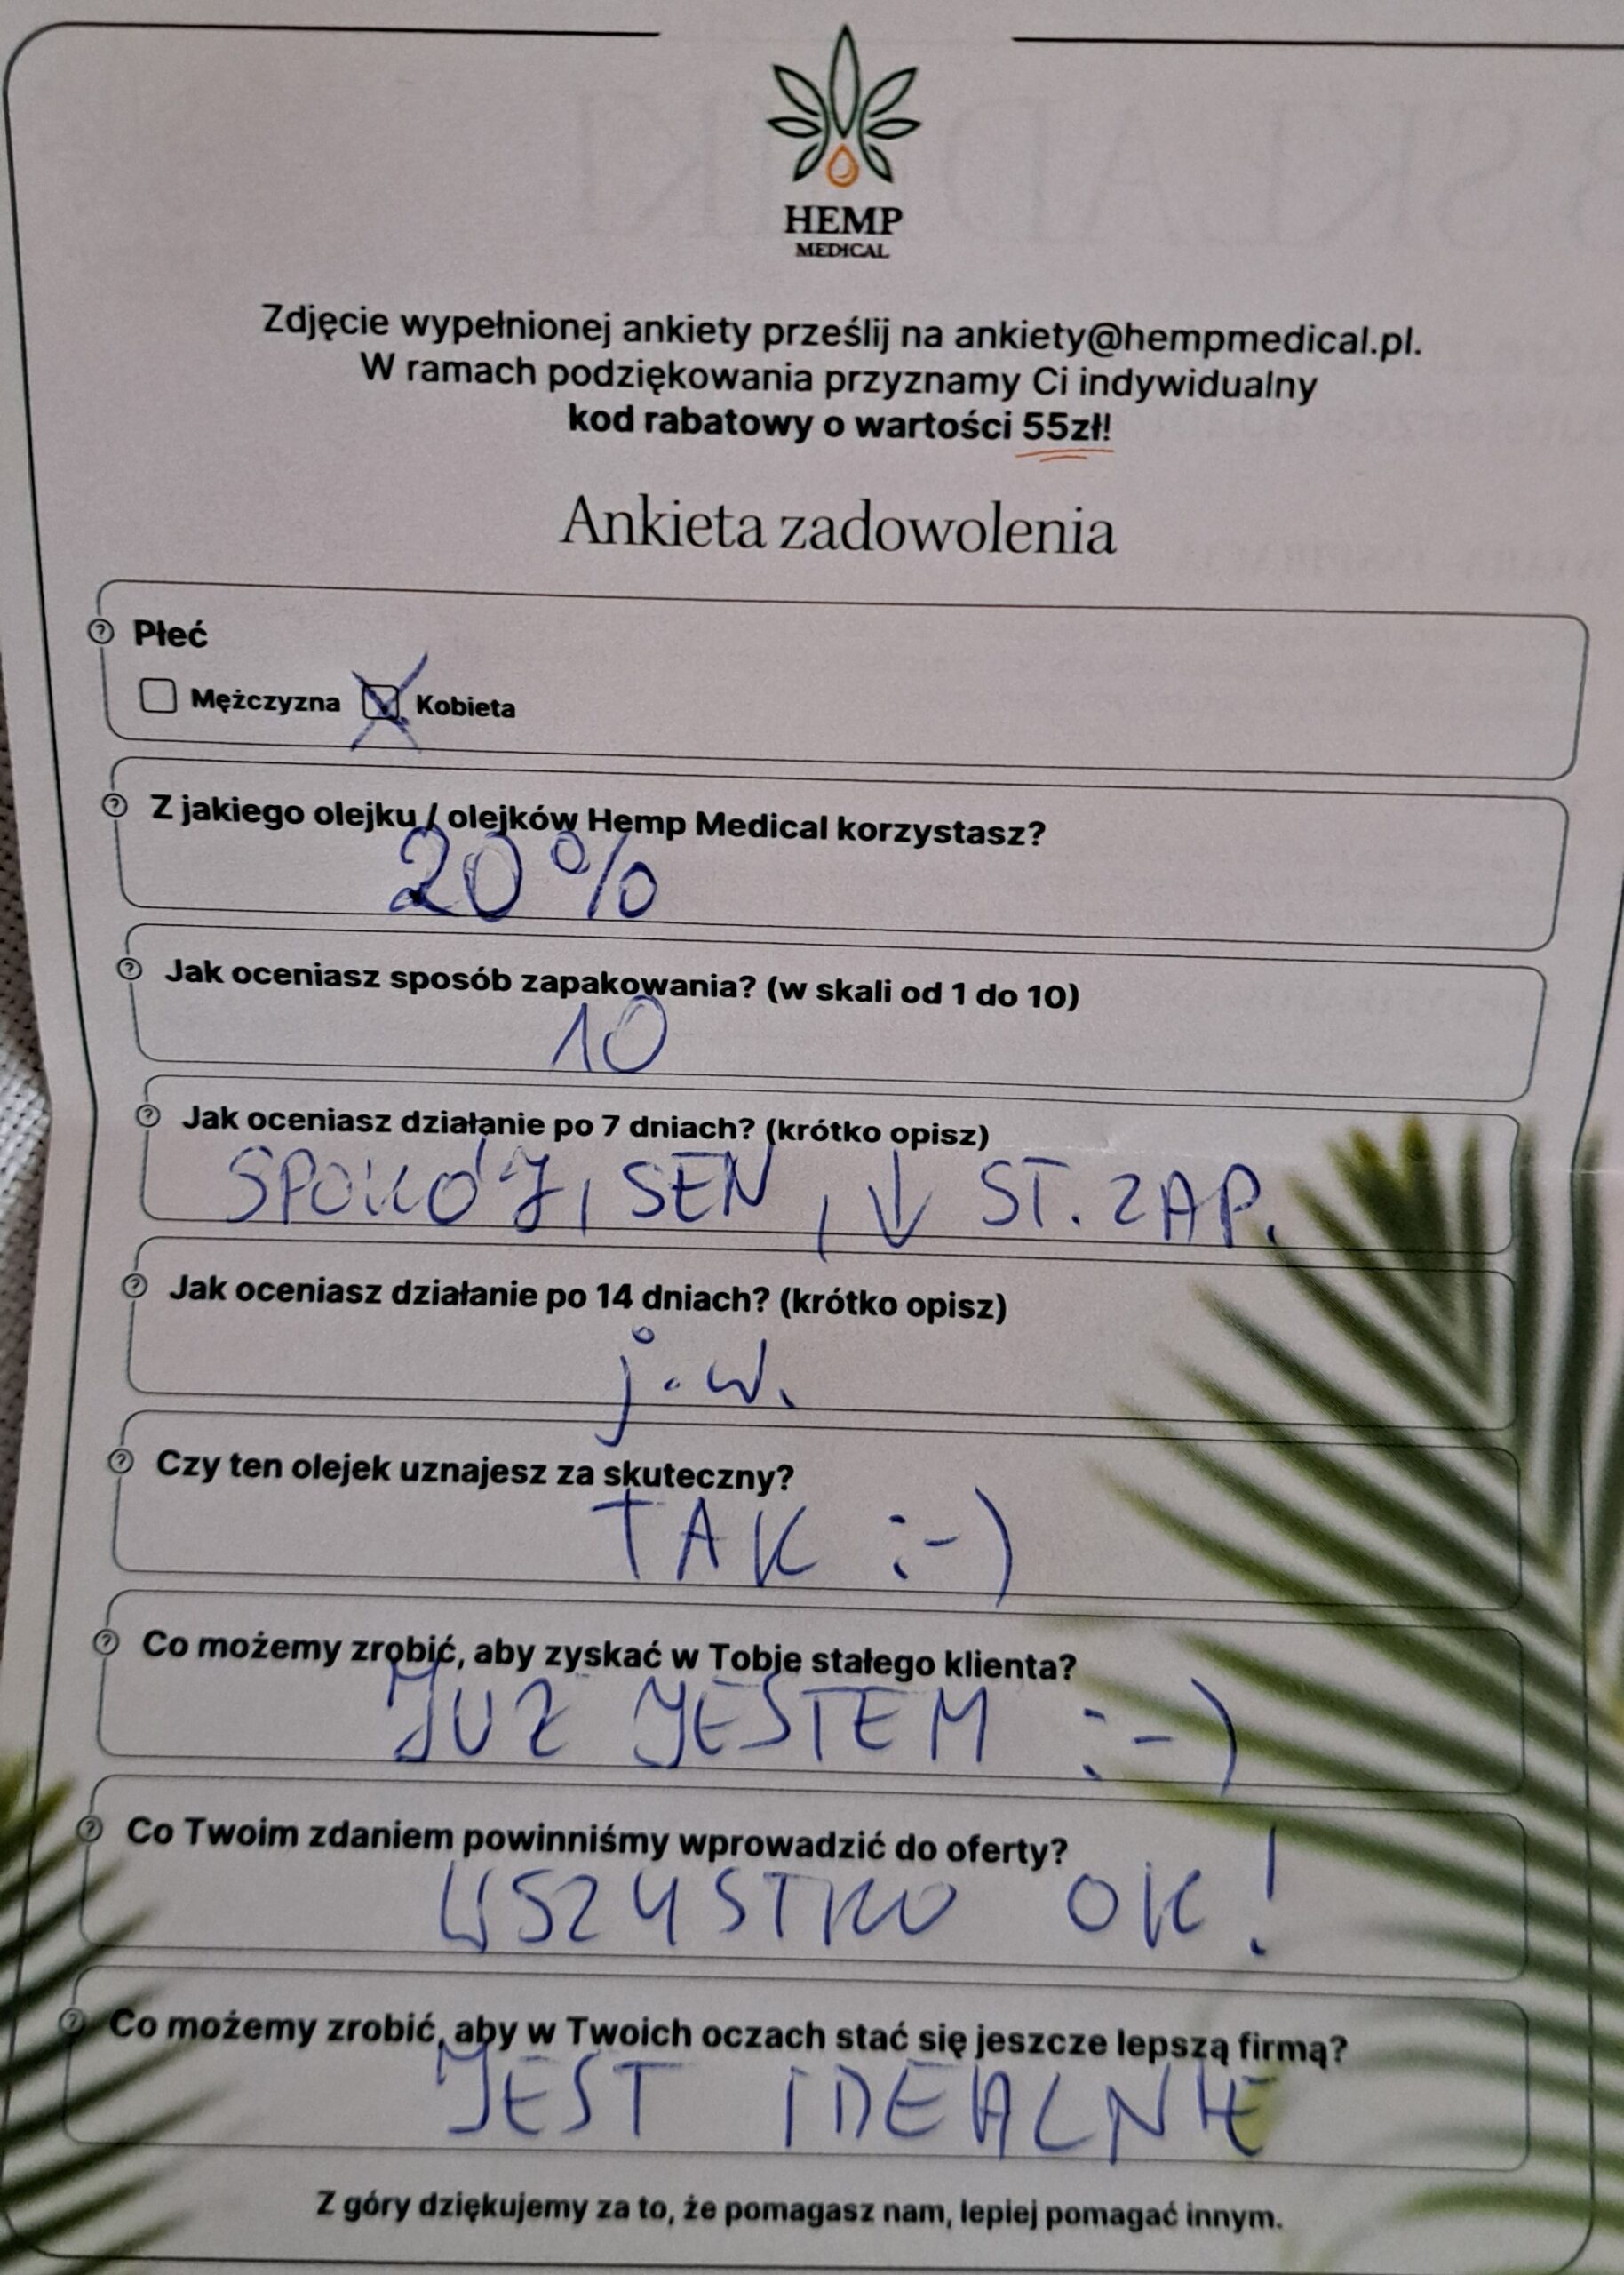 HEMP
MEDICAL
Zdjęcie wypełnionej ankiety prześlij na ankiety@hempmedical.pl.
W ramach podziękowania przyznamy Ci indywidualny
kod rabatowy o wartości 55zł!
Ankieta zadowolenia
Płeć
Mężczyzna Kobieta
Z jakiego olejku / olejków Hemp Medical korzystasz?
20%
Jak oceniasz sposób zapakowania? (w skali od 1 do 10)
10
Jak oceniasz działanie po 7 dniach? (krótko opisz)
SPOKÓJ, SEN, ↓ ST. ZAP.
Jak oceniasz działanie po 14 dniach? (krótko opisz)
j.w.
Czy ten olejek uznajesz za skuteczny?
TAK :-)
Co możemy zrobić, aby zyskać w Tobie stałego klienta?
JUŻ JESTEM :-)
Co Twoim zdaniem powinniśmy wprowadzić do oferty?
WSZYSTKO OK!
Co możemy zrobić, aby w Twoich oczach stać się jeszcze lepszą firmą?
JEST IDEALNIE
Z góry dziękujemy za to, że pomagasz nam, lepiej pomagać innym.